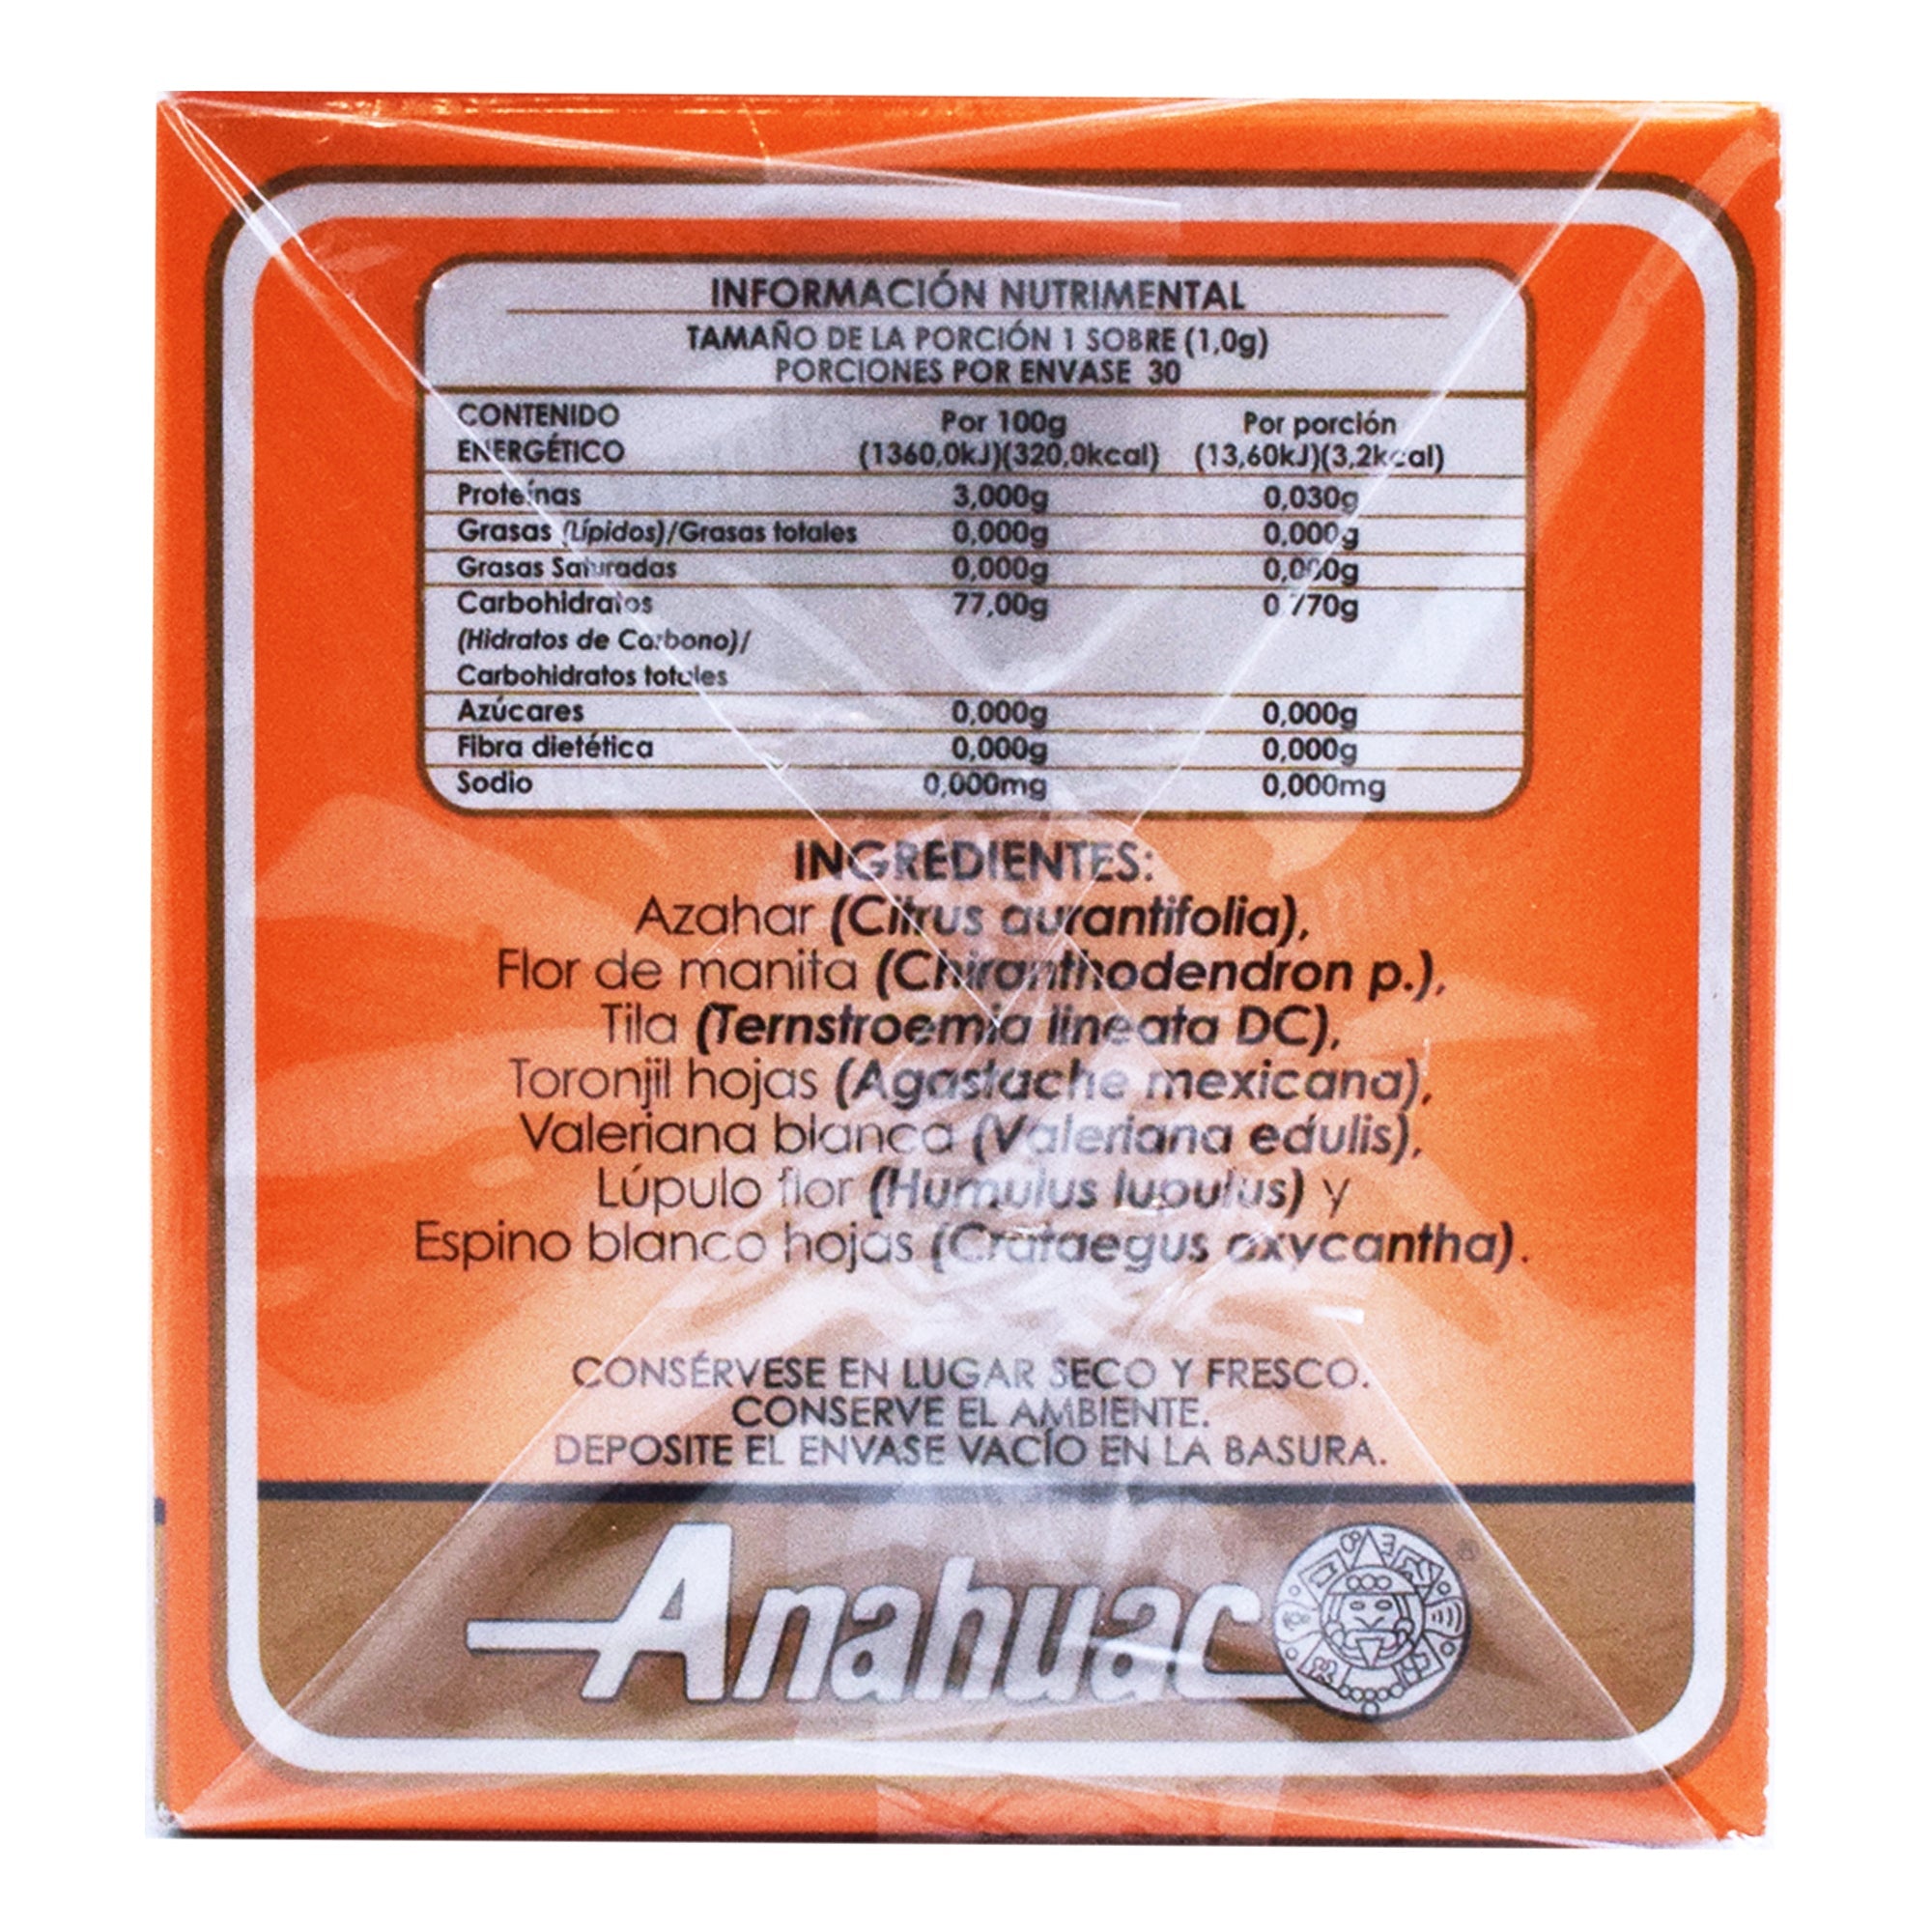 INFORMACIÓN NUTRIMENTAL
TAMAÑO DE LA PORCIÓN 1 SOBRE (1,0g)
PORCIONES POR ENVASE 30
CONTENIDO ENERGÉTICO Por 100g (1360,0kJ)(320,0kcal) Por porción (13,60kJ)(3,2kcal)
Proteínas 3,000g 0,030g
Grasas (Lípidos)/Grasas totales 0,000g 0,000g
Grasas Saturadas 0,000g 0,000g
Carbohidratos 77,00g 0,770g
(Hidratos de Carbono)/
Carbohidratos totales
Azúcares 0,000g 0,000g
Fibra dietética 0,000g 0,000g
Sodio 0,000mg 0,000mg
INGREDIENTES:
Azahar (Citrus aurantifolia),
Flor de manita (Chiranthodendron p.),
Tila (Ternstroemia lineata DC),
Toronjil hojas (Agastache mexicana),
Valeriana blanca (Valeriana edulis),
Lúpulo flor (Humulus lupulus) y
Espino blanco hojas (Crataegus oxycantha).
CONSÉRVESE EN LUGAR SECO Y FRESCO.
CONSERVE EL AMBIENTE.
DEPOSITE EL ENVASE VACÍO EN LA BASURA.
Anahuac ®